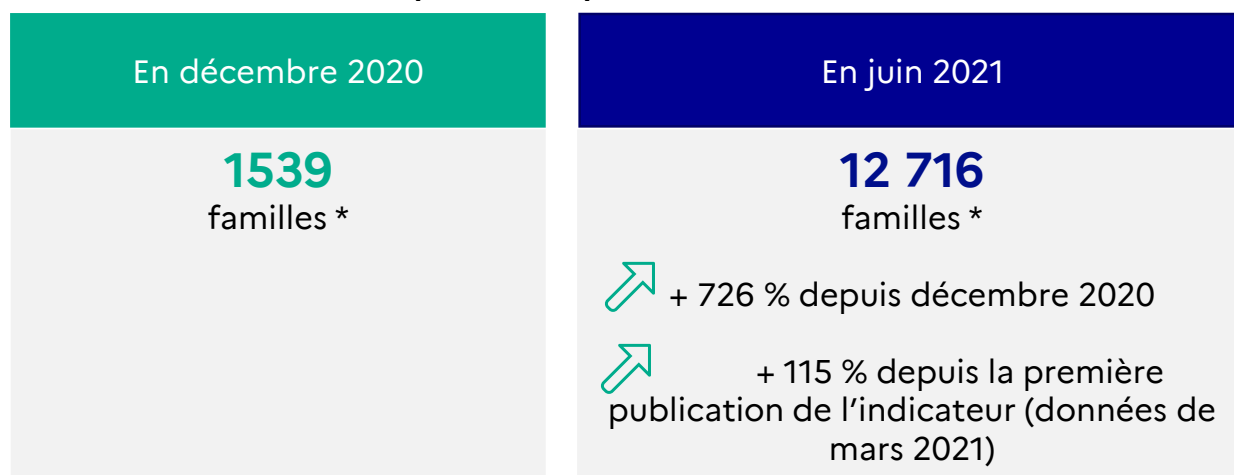 En décembre 2020
1539
familles *
En juin 2021
12 716
familles *
+ 726 % depuis décembre 2020
+ 115 % depuis la première
publication de l’indicateur (données de
mars 2021)